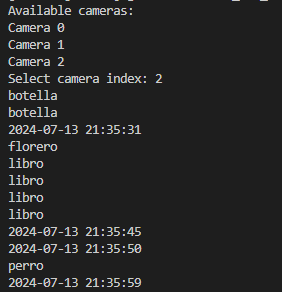 Available cameras:
Camera 0
Camera 1
Camera 2
Select camera index: 2
botella
botella
2024-07-13 21:35:31
florero
libro
libro
libro
libro
2024-07-13 21:35:45
2024-07-13 21:35:50
perro
2024-07-13 21:35:59